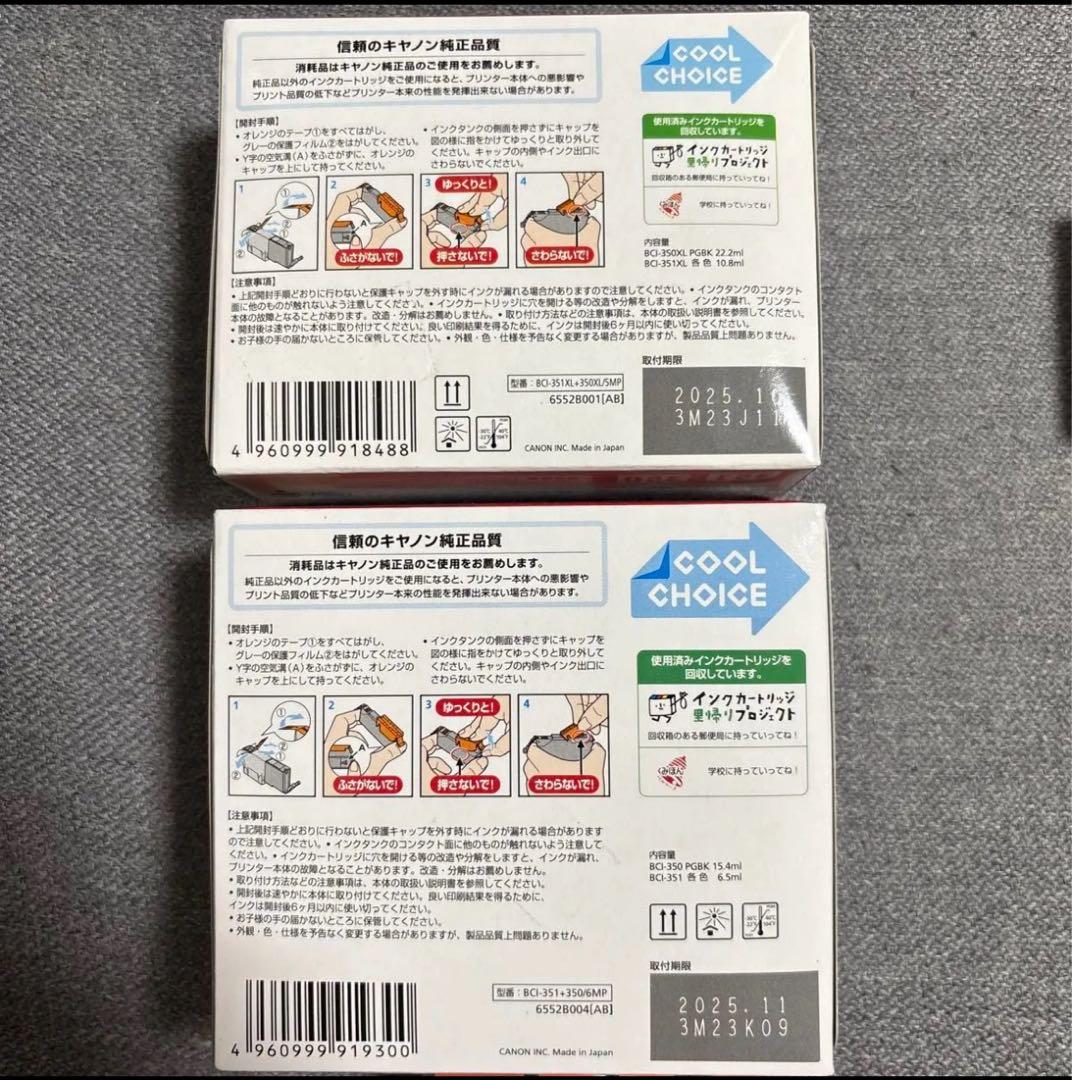 信頼のキヤノン純正品質
消耗品はキヤノン純正品のご使用をお薦めします。
純正品以外のインクカートリッジをご使用になると、プリンター本体への悪影響や
プリント品質の低下などプリンター本来の性能を発揮出来ない場合があります。
COOL
CHOICE
【開封手順】
・オレンジのテープ①をすべてはがし、
グレーの保護フィルム②をはがしてください。
・Y字の空気溝(A)をふさがずに、オレンジの
キャップを上にして持ってください。
・インクタンクの側面を押さずにキャップを
図の様に指をかけてゆっくりと取り外して
ください。キャップの内側やインク出口に
さわらないでください。
使用済みインクカートリッジを
回収しています。
インクカートリッジ
里帰りプロジェクト
回収箱のある郵便局に持っていってね!
くみほん
学校に持っていってね!
1
①
②
2
A
ふさがないで!
3
ゆっくりと!
押さないで!
4
さわらないで!
内容量
BCI-350XL PGBK 22.2ml
BCI-351XL 各色 10.8ml
【注意事項】
・上記開封手順どおりに行わないと保護キャップを外す時にインクが漏れる場合がありますので注意してください。・インクタンクのコンタクト
面に他のものが触れないよう注意してください。・インクカートリッジに穴を開ける等の改造や分解をしますと、インクが漏れ、プリンター
本体の故障となることがあります。改造・分解はお薦めしません。・取り付け方法などの注意事項は、本体の取扱い説明書を参照してください。
・開封後は速やかに本体に取り付けてください。良い印刷結果を得るために、インクは開封後6ヶ月以内に使い切ってください。
・お子様の手の届かないところに保管してください。・外観・色・仕様を予告なく変更する場合がありますが、製品品質上問題ありません。
取付期限
2025.10
3M23J11
型番:BCI-351XL+350XL/5MP
6552B001[AB]
4 960999 918488
CANON INC. Made in Japan
信頼のキヤノン純正品質
消耗品はキヤノン純正品のご使用をお薦めします。
純正品以外のインクカートリッジをご使用になると、プリンター本体への悪影響や
プリント品質の低下などプリンター本来の性能を発揮出来ない場合があります。
COOL
CHOICE
【開封手順】
・オレンジのテープ①をすべてはがし、
グレーの保護フィルム②をはがしてください。
・Y字の空気溝(A)をふさがずに、オレンジの
キャップを上にして持ってください。
・インクタンクの側面を押さずにキャップを
図の様に指をかけてゆっくりと取り外して
ください。キャップの内側やインク出口に
さわらないでください。
使用済みインクカートリッジを
回収しています。
インクカートリッジ
里帰りプロジェクト
回収箱のある郵便局に持っていってね!
くみほん
学校に持っていってね!
1
①
②
2
A
ふさがないで!
3
ゆっくりと!
押さないで!
4
さわらないで!
【注意事項】
・上記開封手順どおりに行わないと保護キャップを外す時にインクが漏れる場合があります
ので注意してください。・インクタンクのコンタクト面に他のものが触れないよう注意して
ください。・インクカートリッジに穴を開ける等の改造や分解をしますと、インクが漏れ、
プリンター本体の故障となることがあります。改造・分解はお薦めしません。
・取り付け方法などの注意事項は、本体の取扱い説明書を参照してください。
・開封後は速やかに本体に取り付けてください。良い印刷結果を得るために、
インクは開封後6ヶ月以内に使い切ってください。
・お子様の手の届かないところに保管してください。
・外観・色・仕様を予告なく変更する場合がありますが、製品品質上問題ありません。
内容量
BCI-350 PGBK 15.4ml
BCI-351 各色 6.5ml
取付期限
2025.11
3M23K09
型番:BCI-351+350/6MP
6552B004[AB]
4 960999 919300
CANON INC. Made in Japan